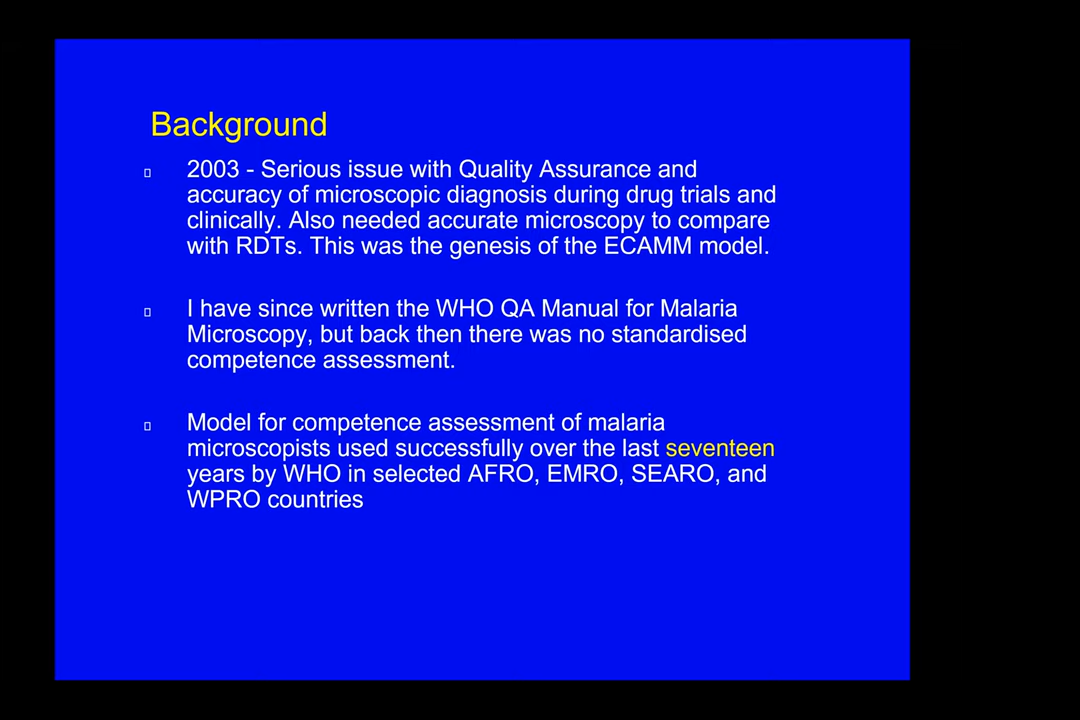 Background
2003 - Serious issue with Quality Assurance and
accuracy of microscopic diagnosis during drug trials and
clinically. Also needed accurate microscopy to compare
with RDTs. This was the genesis of the ECAMM model.
I have since written the WHO QA Manual for Malaria
Microscopy, but back then there was no standardised
competence assessment.
Model for competence assessment of malaria
microscopists used successfully over the last seventeen
years by WHO in selected AFRO, EMRO, SEARO, and
WPRO countries